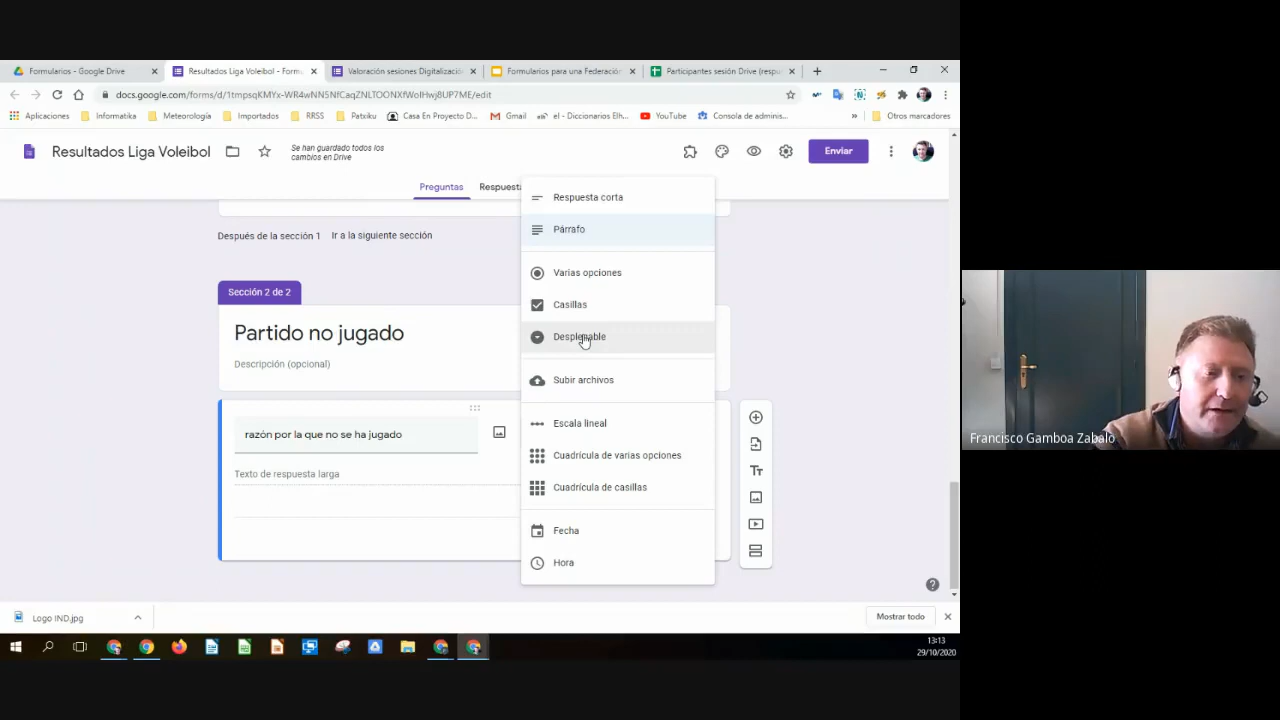 Formularios - Google Drive
Resultados Liga Voleibol - Form
Valoración sesiones Digitalizació
Formularios para una Federación
Participantes sesión Drive (resp
docs.google.com/forms/d/1tmpsqKMYx-WR4wNN5NfCaqZNLTOONXfWolHwj8UP7ME/edit
Aplicaciones
Informatika
Meteorología
Importados
RRSS
Patxiku
Casa En Proyecto D...
Gmail
el - Diccionarios Elh...
YouTube
Consola de adminis...
»
Otros marcadores
Resultados Liga Voleibol
Se han guardado todos los
cambios en Drive
Enviar
Preguntas
Respuest
Después de la sección 1 Ir a la siguiente sección
Sección 2 de 2
Partido no jugado
Descripción (opcional)
razón por la que no se ha jugado
Texto de respuesta larga
Respuesta corta
Párrafo
Varias opciones
Casillas
Desplegable
Subir archivos
Escala lineal
Cuadrícula de varias opciones
Cuadrícula de casillas
Fecha
Hora
Tт
Francisco Gamboa Zabalo
Logo IND.jpg
Mostrar todo
13:13
29/10/2020